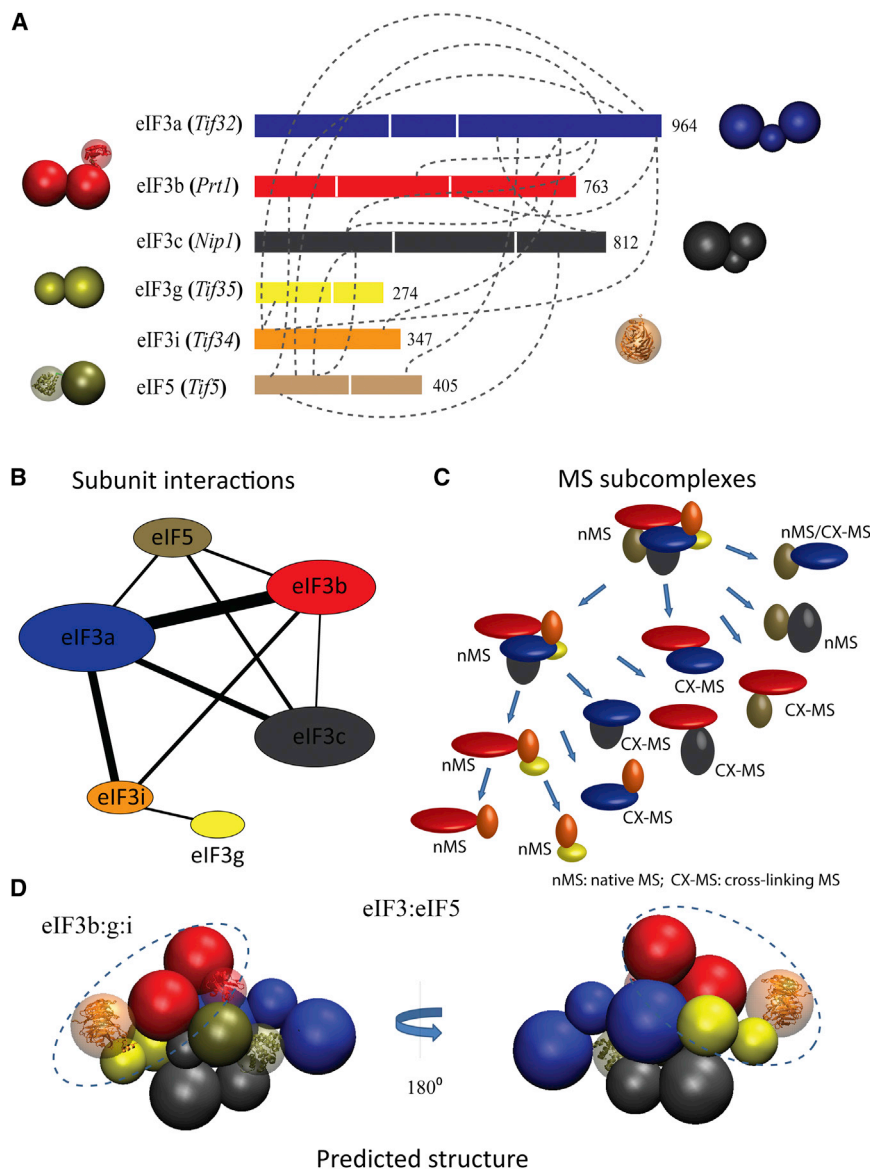 A
eIF3a (Tif32)
964
eIF3b (Prt1)
763
eIF3c (Nip1)
812
eIF3g (Tif35)
274
eIF3i (Tif34)
347
eIF5 (Tif5)
405
B
Subunit interactions
eIF5
eIF3b
eIF3a
eIF3c
eIF3i
eIF3g
C
MS subcomplexes
nMS
nMS/CX-MS
nMS
nMS
CX-MS
CX-MS
CX-MS
CX-MS
nMS
CX-MS
nMS
nMS
nMS: native MS; CX-MS: cross-linking MS
D
eIF3b:g:i
eIF3:eIF5
180⁰
Predicted structure